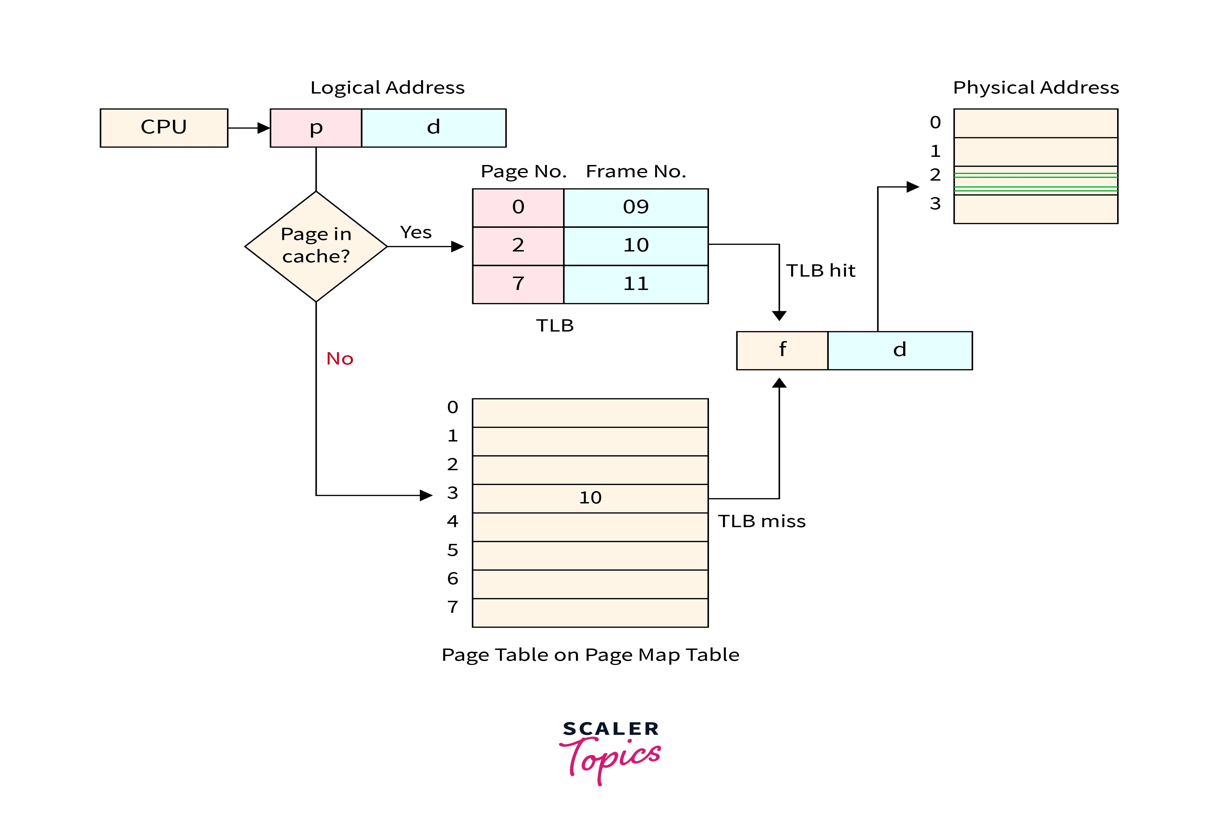 Logical Address
Physical Address
CPU
p
d
0
1
2
3
Page No. Frame No.
0 09
2 10
7 11
TLB
Page in
cache?
Yes
TLB hit
No
f
d
0
1
2
3 10
4
5
6
7
TLB miss
Page Table on Page Map Table
SCALER
Topics